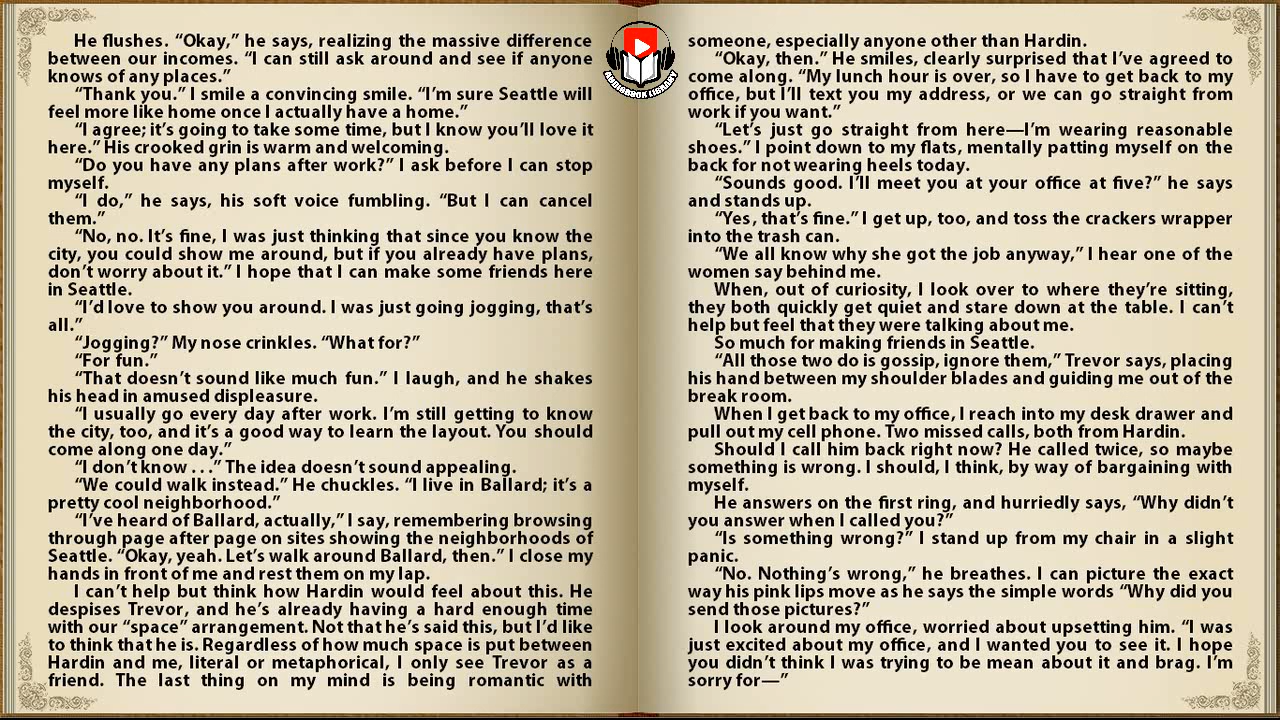 He flushes. “Okay,” he says, realizing the massive difference
between our incomes. “I can still ask around and see if anyone
knows of any places.”
“Thank you.” I smile a convincing smile. “I’m sure Seattle will
feel more like home once I actually have a home.”
“I agree; it’s going to take some time, but I know you’ll love it
here.” His crooked grin is warm and welcoming.
“Do you have any plans after work?” I ask before I can stop
myself.
“I do,” he says, his soft voice fumbling. “But I can cancel
them.”
“No, no. It’s fine, I was just thinking that since you know the
city, you could show me around, but if you already have plans,
don’t worry about it.” I hope that I can make some friends here
in Seattle.
“I’d love to show you around. I was just going jogging, that’s
all.”
“Jogging?” My nose crinkles. “What for?”
“For fun.”
“That doesn’t sound like much fun.” I laugh, and he shakes
his head in amused displeasure.
“I usually go every day after work. I’m still getting to know
the city, too, and it’s a good way to learn the layout. You should
come along one day.”
“I don’t know . . .” The idea doesn’t sound appealing.
“We could walk instead.” He chuckles. “I live in Ballard; it’s a
pretty cool neighborhood.”
“I’ve heard of Ballard, actually,” I say, remembering browsing
through page after page on sites showing the neighborhoods of
Seattle. “Okay, yeah. Let’s walk around Ballard, then.” I close my
hands in front of me and rest them on my lap.
I can’t help but think how Hardin would feel about this. He
despises Trevor, and he’s already having a hard enough time
with our “space” arrangement. Not that he’s said this, but I’d like
to think that he is. Regardless of how much space is put between
Hardin and me, literal or metaphorical, I only see Trevor as a
friend. The last thing on my mind is being romantic with
AUDIOBOOK LIBRARY
someone, especially anyone other than Hardin.
“Okay, then.” He smiles, clearly surprised that I’ve agreed to
come along. “My lunch hour is over, so I have to get back to my
office, but I’ll text you my address, or we can go straight from
work if you want.”
“Let’s just go straight from here—I’m wearing reasonable
shoes.” I point down to my flats, mentally patting myself on the
back for not wearing heels today.
“Sounds good. I’ll meet you at your office at five?” he says
and stands up.
“Yes, that’s fine.” I get up, too, and toss the crackers wrapper
into the trash can.
“We all know why she got the job anyway,” I hear one of the
women say behind me.
When, out of curiosity, I look over to where they’re sitting,
they both quickly get quiet and stare down at the table. I can’t
help but feel that they were talking about me.
So much for making friends in Seattle.
“All those two do is gossip, ignore them,” Trevor says, placing
his hand between my shoulder blades and guiding me out of the
break room.
When I get back to my office, I reach into my desk drawer and
pull out my cell phone. Two missed calls, both from Hardin.
Should I call him back right now? He called twice, so maybe
something is wrong. I should, I think, by way of bargaining with
myself.
He answers on the first ring, and hurriedly says, “Why didn’t
you answer when I called you?”
“Is something wrong?” I stand up from my chair in a slight
panic.
“No. Nothing’s wrong,” he breathes. I can picture the exact
way his pink lips move as he says the simple words “Why did you
send those pictures?”
I look around my office, worried about upsetting him. “I was
just excited about my office, and I wanted you to see it. I hope
you didn’t think I was trying to be mean about it and brag. I’m
sorry for—”